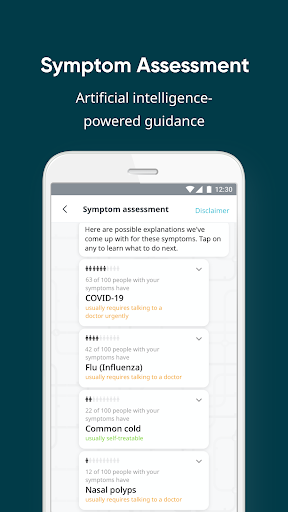 Symptom Assessment
Artificial intelligence-
powered guidance
12:30
Symptom assessment
Disclaimer
Here are possible explanations we've
come up with for these symptoms. Tap on
any to learn what to do next.
63 of 100 people with your
symptoms have
COVID-19
usually requires talking to a
doctor urgently
42 of 100 people with your
symptoms have
Flu (Influenza)
usually requires talking to a doctor
22 of 100 people with your
symptoms have
Common cold
usually self-treatable
12 of 100 people with your
symptoms have
Nasal polyps
usually requires talking to a doctor